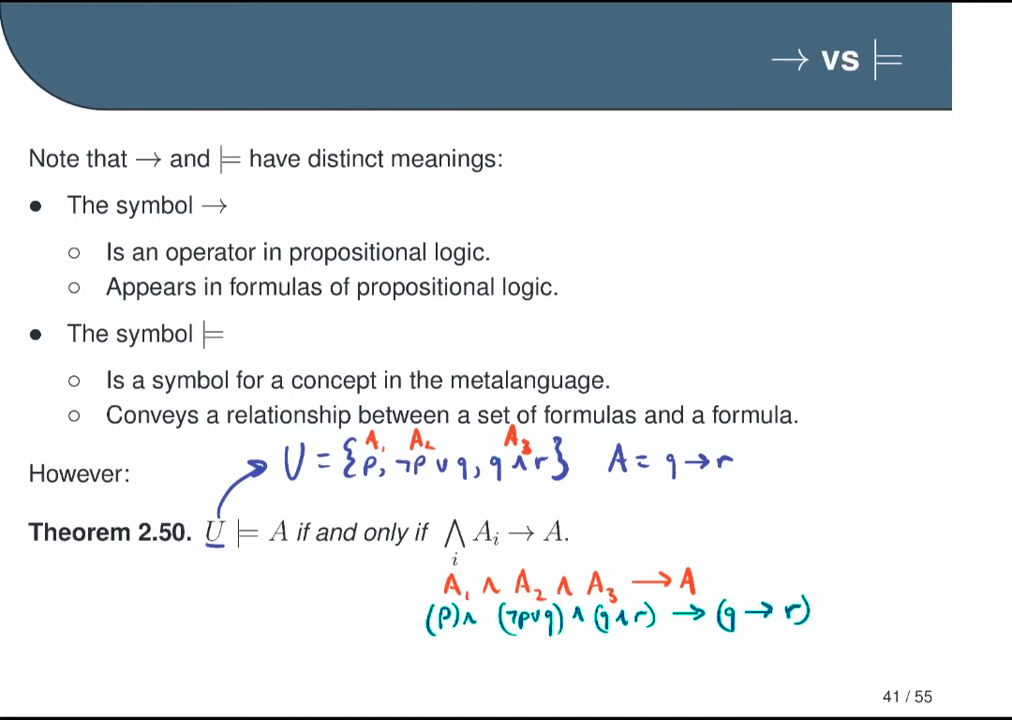 → vs ⊨
Note that → and ⊨ have distinct meanings:
● The symbol →
○ Is an operator in propositional logic.
○ Appears in formulas of propositional logic.
● The symbol ⊨
○ Is a symbol for a concept in the metalanguage.
○ Conveys a relationship between a set of formulas and a formula.
A₁ A₂ A₃
U = {p, ¬p ∨ q, q ∧ r} A = q → r
However:
Theorem 2.50. U ⊨ A if and only if ⋀ᵢ Aᵢ → A.
A₁ ∧ A₂ ∧ A₃ → A
(p) ∧ (¬p ∨ q) ∧ (q ∧ r) → (q → r)
41 / 55